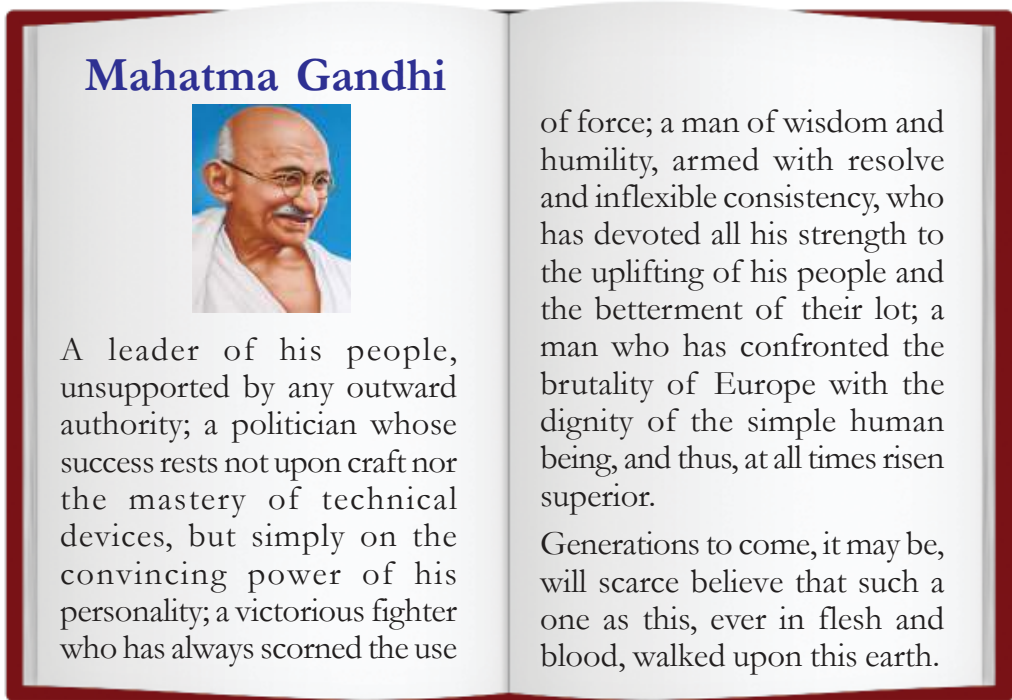 Mahatma Gandhi
A leader of his people,
unsupported by any outward
authority; a politician whose
success rests not upon craft nor
the mastery of technical
devices, but simply on the
convincing power of his
personality; a victorious fighter
who has always scorned the use
of force; a man of wisdom and
humility, armed with resolve
and inflexible consistency, who
has devoted all his strength to
the uplifting of his people and
the betterment of their lot; a
man who has confronted the
brutality of Europe with the
dignity of the simple human
being, and thus, at all times risen
superior.
Generations to come, it may be,
will scarce believe that such a
one as this, ever in flesh and
blood, walked upon this earth.